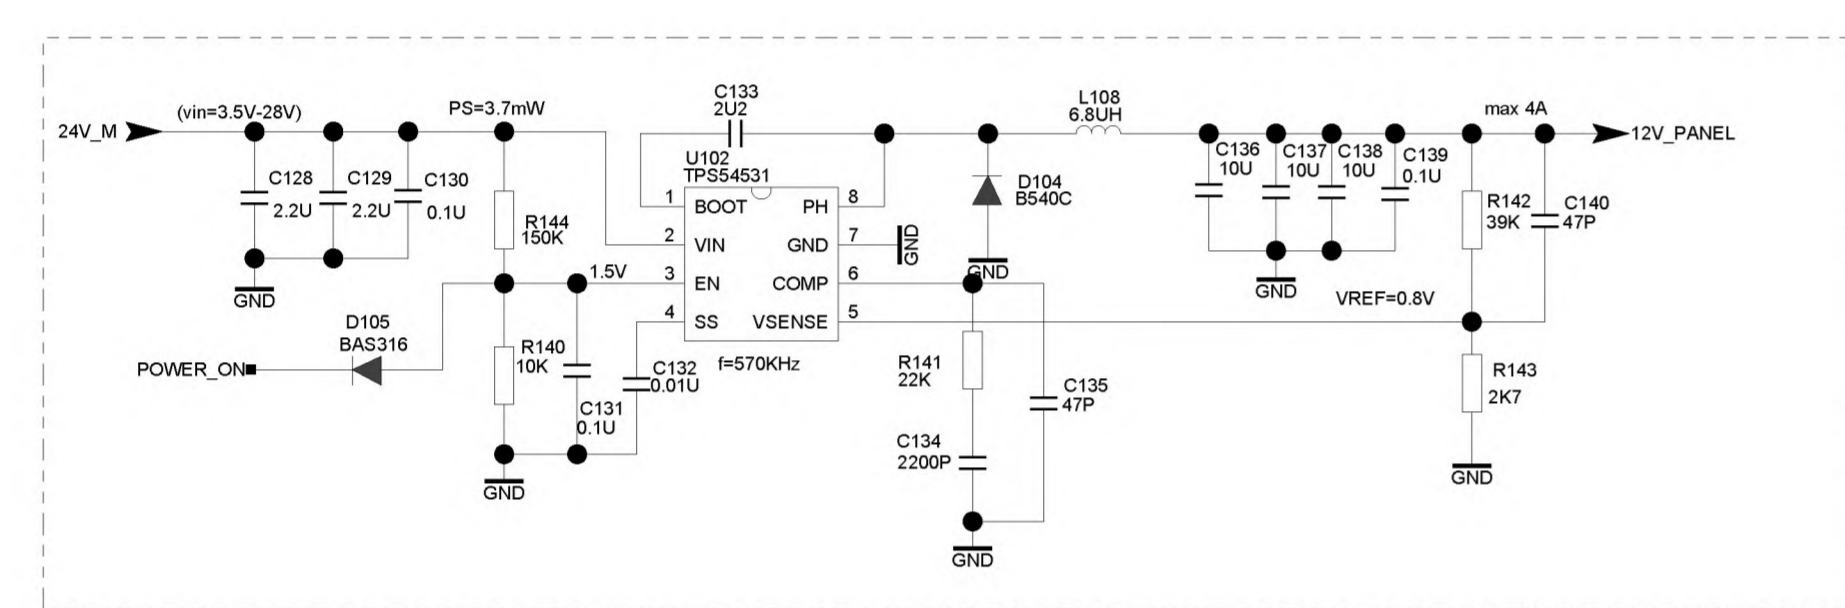 24V_M
(vin=3.5V-28V)
PS=3.7mW
C133
2U2
L108
6.8UH
max 4A
12V_PANEL
C128
2.2U
C129
2.2U
C130
0.1U
GND
R144
150K
U102
TPS54531
1
BOOT
2
VIN
3
EN
4
SS
PH
8
GND
7
COMP
6
VSENSE
5
f=570KHz
GND
D104
B540C
GND
C136
10U
C137
10U
C138
10U
C139
0.1U
GND
R142
39K
C140
47P
VREF=0.8V
1.5V
D105
BAS316
POWER_ON
R140
10K
C131
0.1U
C132
0.01U
GND
R141
22K
C134
2200P
C135
47P
GND
R143
2K7
GND